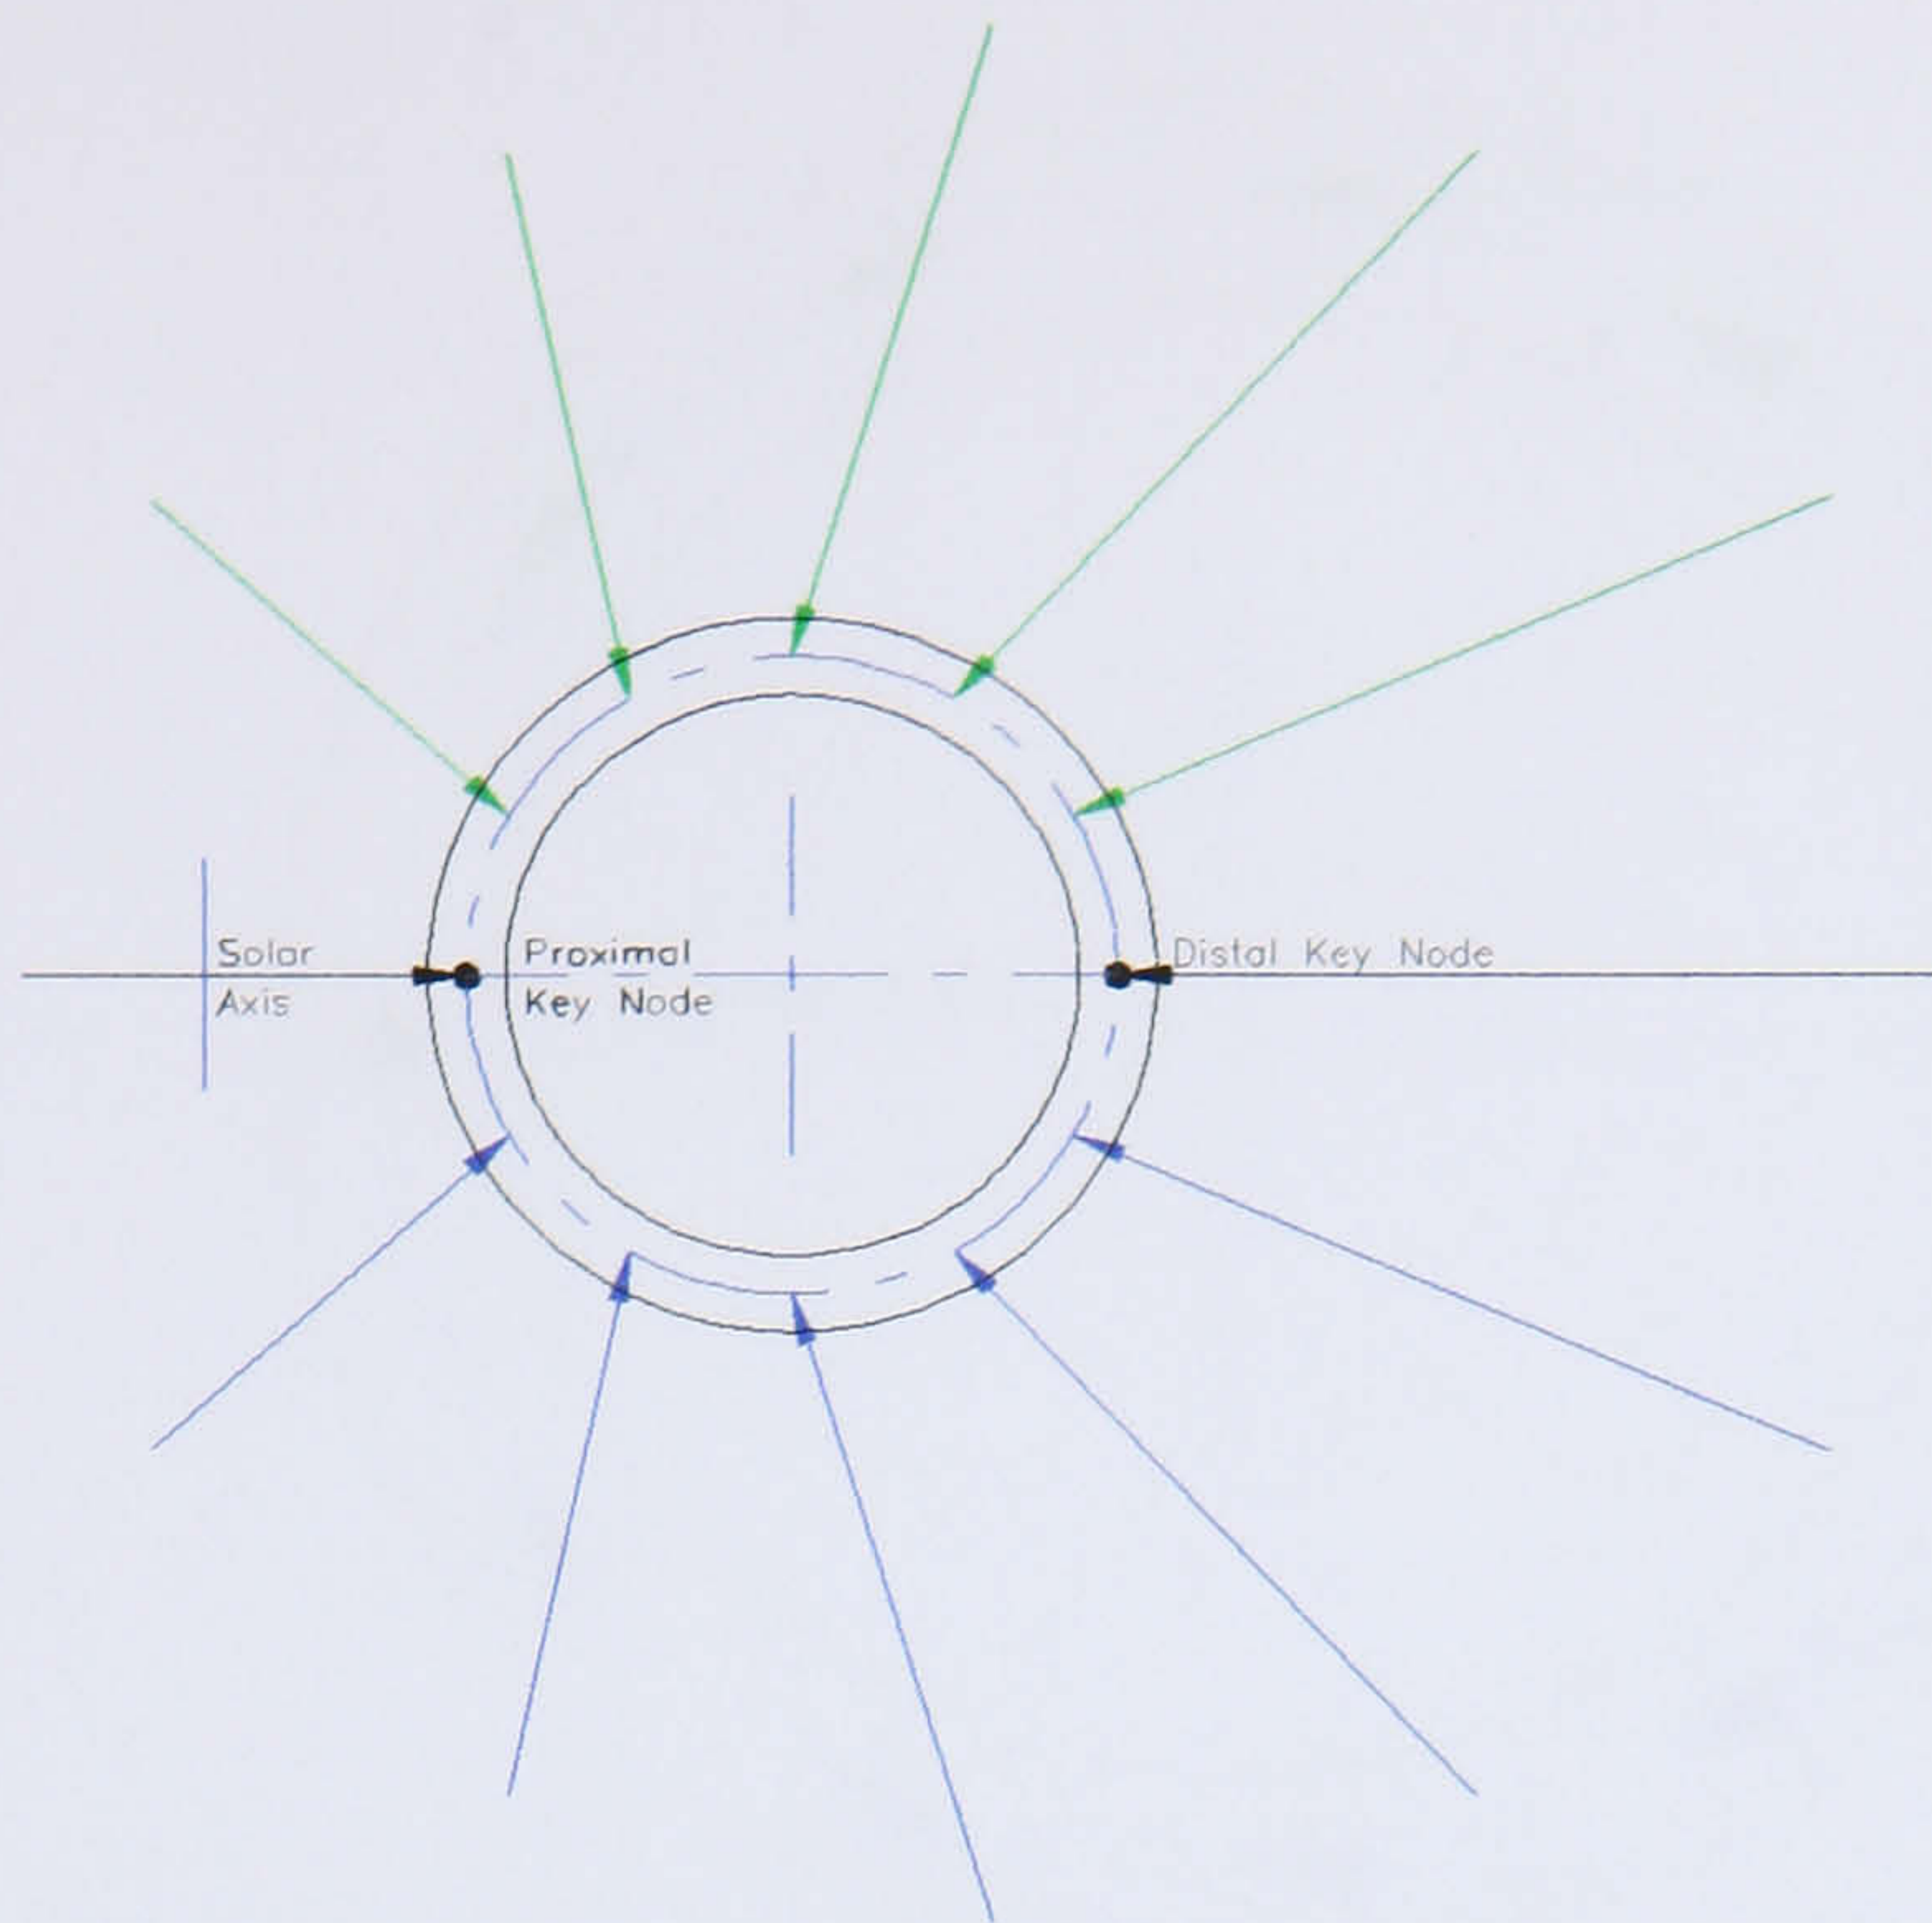 Solar
Axis
Proximal
Key Node
Distal Key Node